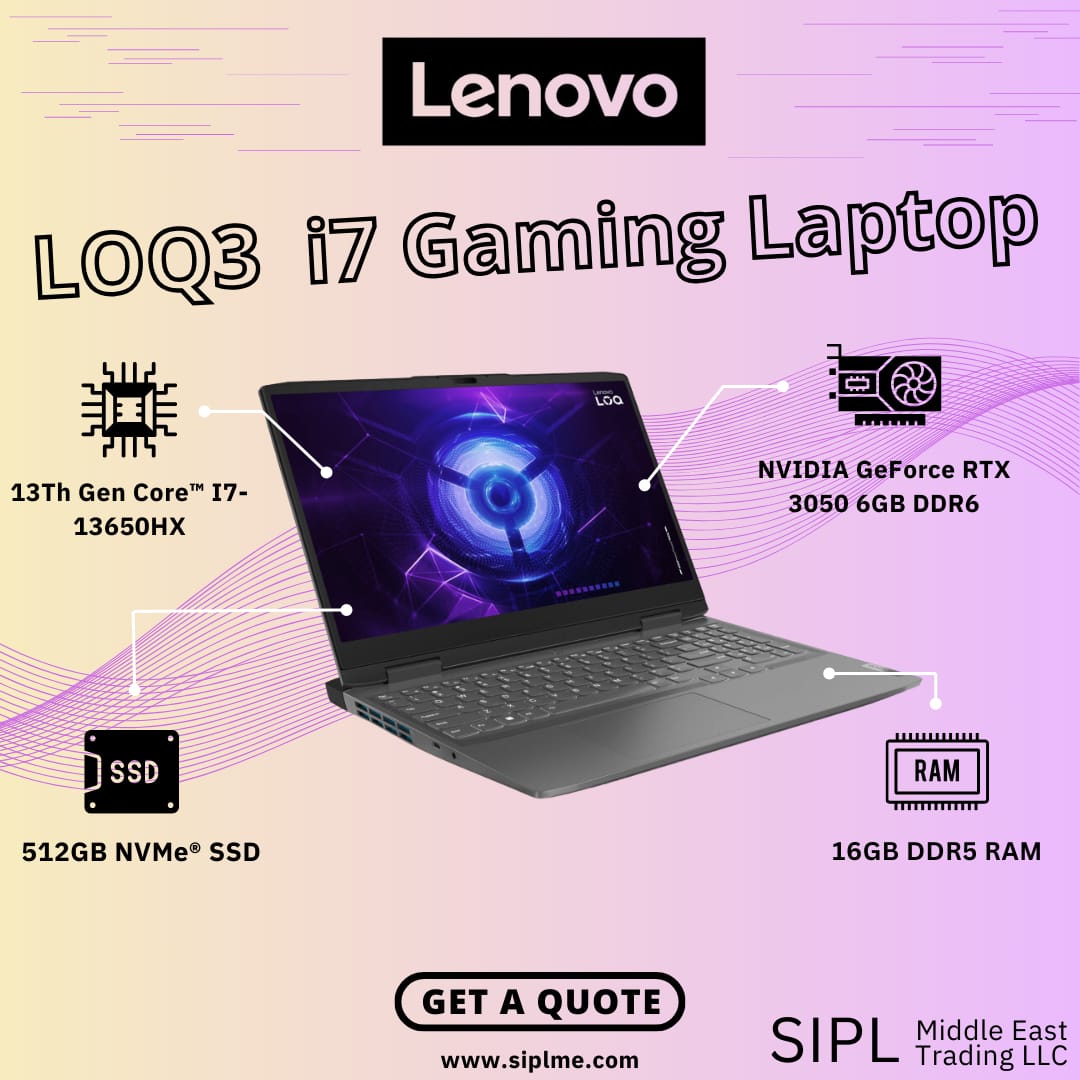 Lenovo
LOQ3 i7 Gaming Laptop
Lenovo
LOQ
13Th Gen Core™ I7-
13650HX
NVIDIA GeForce RTX
3050 6GB DDR6
SSD
512GB NVMe® SSD
RAM
16GB DDR5 RAM
GET A QUOTE
www.siplme.com
SIPL
Middle East
Trading LLC